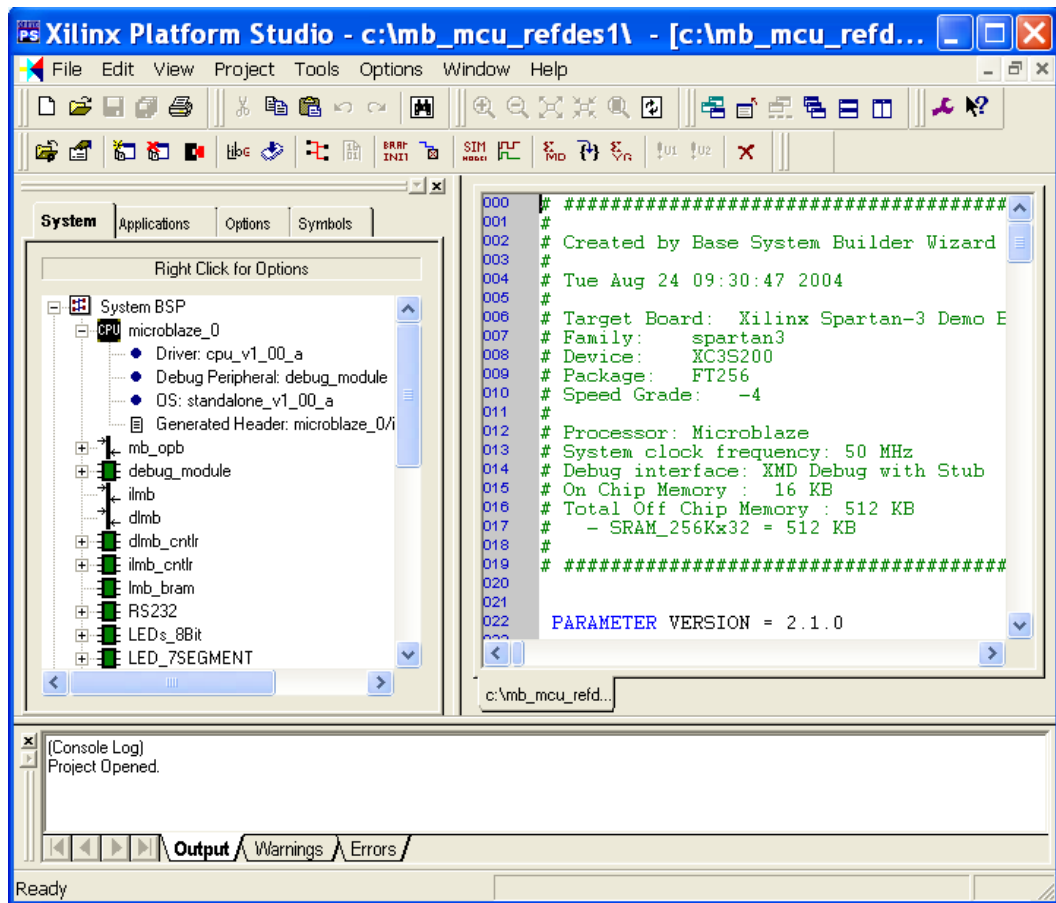 Xilinx Platform Studio - c:\mb_mcu_refdes1\ - [c:\mb_mcu_refd...
File Edit View Project Tools Options Window Help
System Applications Options Symbols
Right Click for Options
System BSP
CPU microblaze_0
Driver: cpu_v1_00_a
Debug Peripheral: debug_module
OS: standalone_v1_00_a
Generated Header: microblaze_0/i
mb_opb
debug_module
ilmb
dlmb
dlmb_cntlr
ilmb_cntlr
lmb_bram
RS232
LEDs_8Bit
LED_7SEGMENT
000 # ######################################
001 #
002 # Created by Base System Builder Wizard
003 #
004 # Tue Aug 24 09:30:47 2004
005 #
006 # Target Board: Xilinx Spartan-3 Demo B
007 # Family: spartan3
008 # Device: XC3S200
009 # Package: FT256
010 # Speed Grade: -4
011 #
012 # Processor: Microblaze
013 # System clock frequency: 50 MHz
014 # Debug interface: XMD Debug with Stub
015 # On Chip Memory : 16 KB
016 # Total Off Chip Memory : 512 KB
017 # - SRAM_256Kx32 = 512 KB
018 #
019 # ######################################
020
021
022 PARAMETER VERSION = 2.1.0
c:\mb_mcu_refd...
(Console Log)
Project Opened.
Output Warnings Errors
Ready